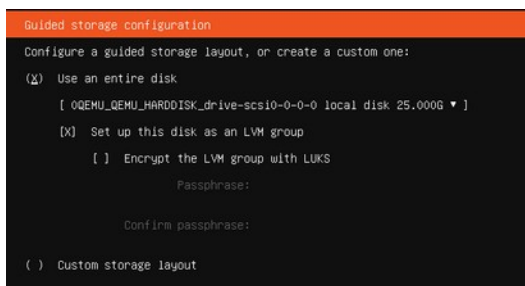 Guided storage configuration
Configure a guided storage layout, or create a custom one:
(X) Use an entire disk
[ 0QEMU_QEMU_HARDDISK_drive-scsi0-0-0-0 local disk 25.000G ▾ ]
[X] Set up this disk as an LVM group
[ ] Encrypt the LVM group with LUKS
Passphrase:
Confirm passphrase:
( ) Custom storage layout